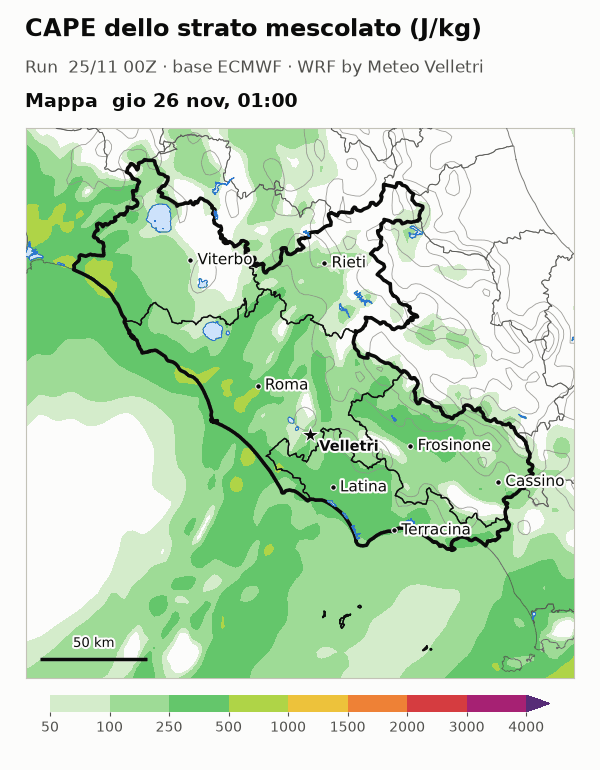 CAPE dello strato mescolato (J/kg)
Run  25/11 00Z · base ECMWF · WRF by Meteo Velletri
Mappa  gio 26 nov, 01:00
Viterbo
Rieti
Roma
Velletri
Frosinone
Latina
Cassino
Terracina
50 km
50 100 250 500 1000 1500 2000 3000 4000